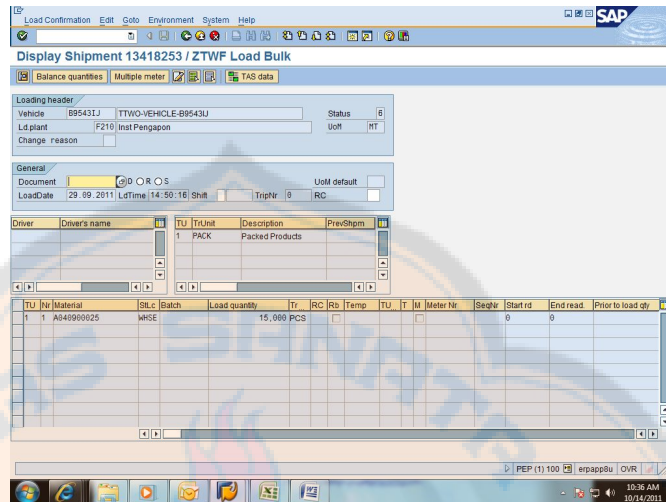 Load Confirmation Edit Goto Environment System Help
SAP
Display Shipment 13418253 / ZTWF Load Bulk
Balance quantities Multiple meter TAS data
Loading header
Vehicle B9543IJ TTWO-VEHICLE-B9543IJ Status 6
Ld.plant F210 Inst Pengapon UoM MT
Change reason
General
Document D R S UoM default
LoadDate 29.09.2011 LdTime 14:50:16 Shift TripNr 0 RC
Driver Driver's name TU TrUnit Description PrevShpm
1 PACK Packed Products
TU Nr Material StLc Batch Load quantity Tr... RC Rb Temp TU... T M Meter Nr SeqNr Start rd End read. Prior to load qty
1 1 A040900025 WHSE 15,000 PCS 0 0
AS SANATA
PEP (1) 100 erpapp8u OVR
10:36 AM
10/14/2011